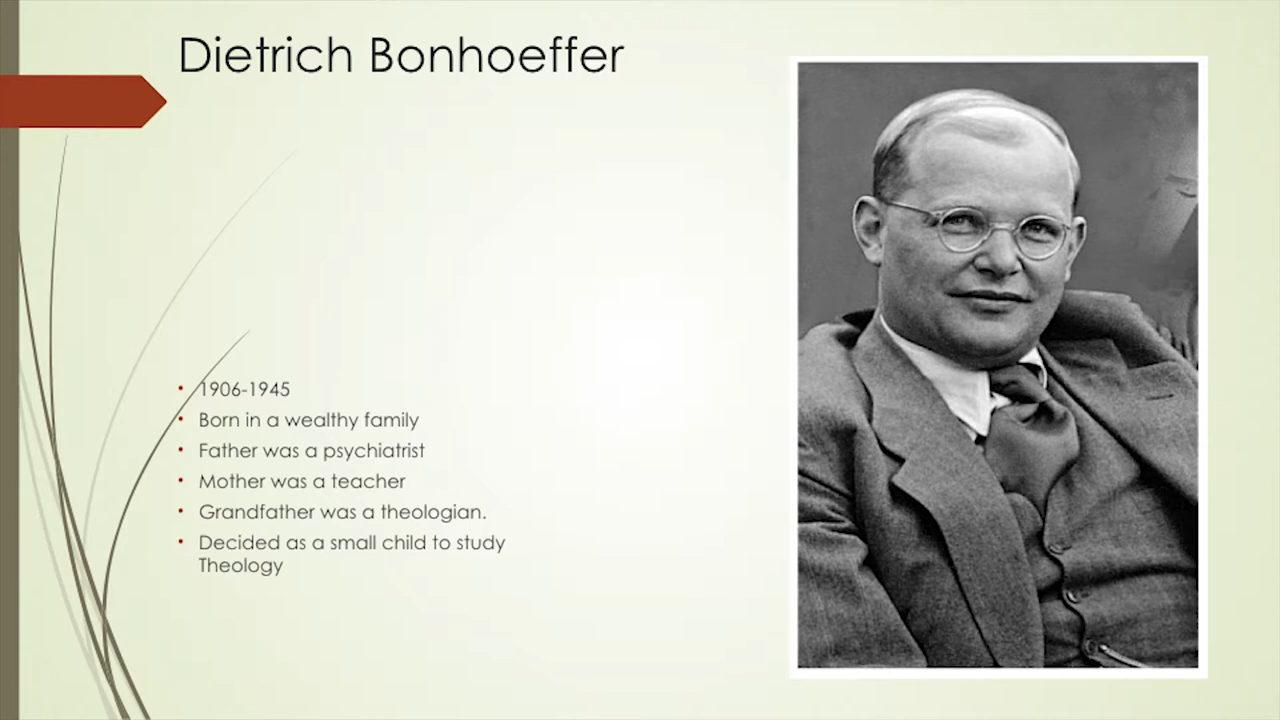 Dietrich Bonhoeffer
• 1906-1945
• Born in a wealthy family
• Father was a psychiatrist
• Mother was a teacher
• Grandfather was a theologian.
• Decided as a small child to study
Theology